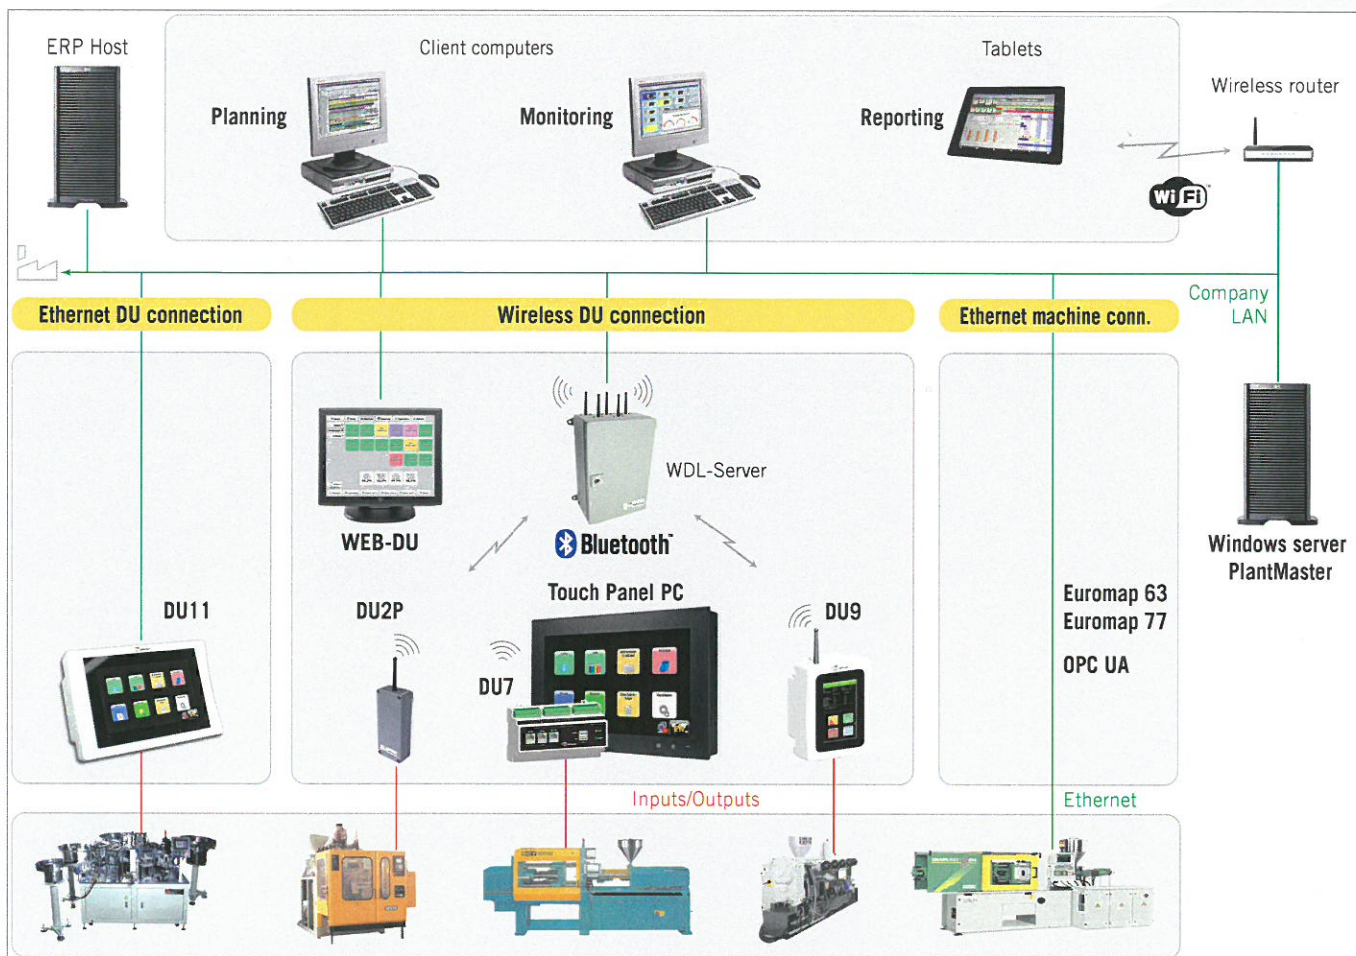 ERP Host
Client computers
Tablets
Wireless router
Planning
Monitoring
Reporting
WiFi™
Company
LAN
Ethernet DU connection
Wireless DU connection
Ethernet machine conn.
WDL-Server
WEB-DU
Bluetooth™
Windows server
PlantMaster
Touch Panel PC
DU11
DU2P
DU7
DU9
Euromap 63
Euromap 77
OPC UA
Inputs/Outputs
Ethernet